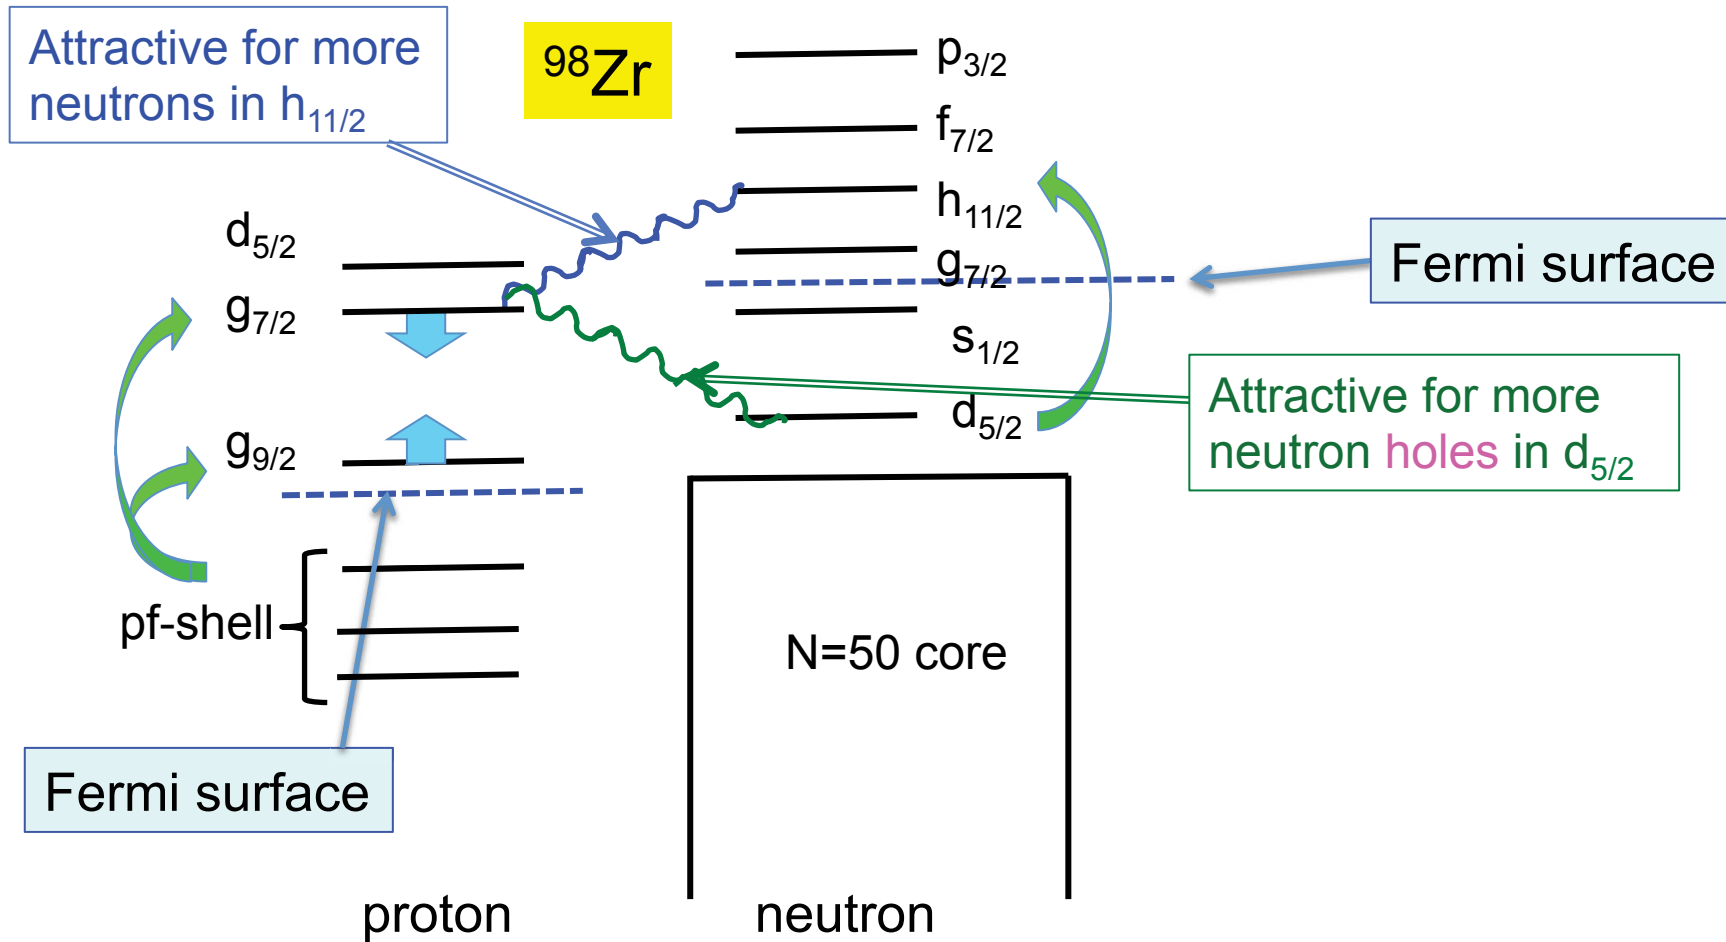 Attractive for more
neutrons in h11/2
98Zr
p3/2
f7/2
h11/2
g7/2
s1/2
d5/2
d5/2
g7/2
g9/2
pf-shell
Fermi surface
Fermi surface
Attractive for more
neutron holes in d5/2
N=50 core
proton
neutron